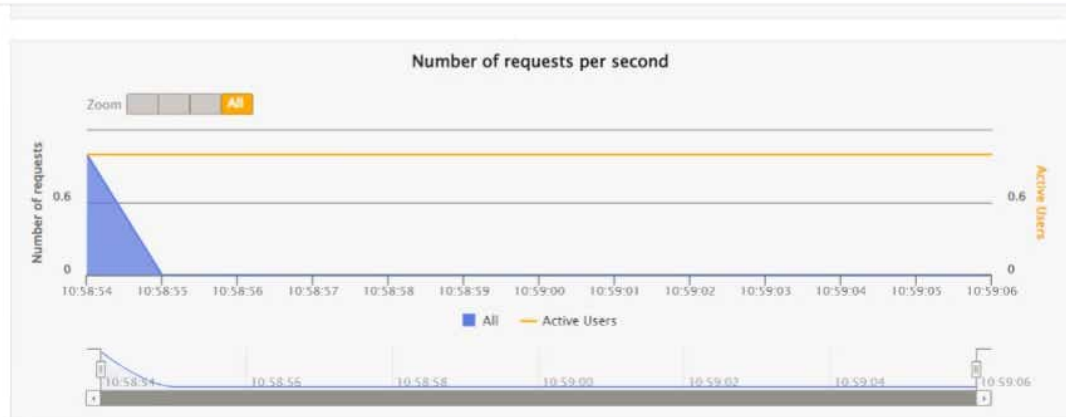 Number of requests per second
Zoom All
Number of requests
Active Users
0.6 0.6
0 0
10:58:54 10:58:55 10:58:56 10:58:57 10:58:58 10:58:59 10:59:00 10:59:01 10:59:02 10:59:03 10:59:04 10:59:05 10:59:06
All Active Users
10:58:54 10:58:56 10:58:58 10:59:00 10:59:02 10:59:04 10:59:06